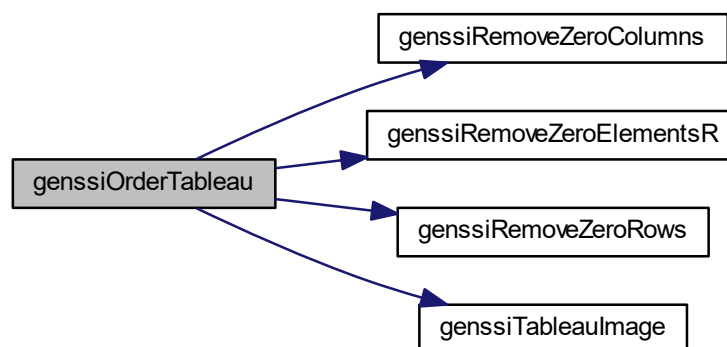 genssiRemoveZeroColumns
genssiRemoveZeroElementsR
genssiOrderTableau
genssiRemoveZeroRows
genssiTableauImage